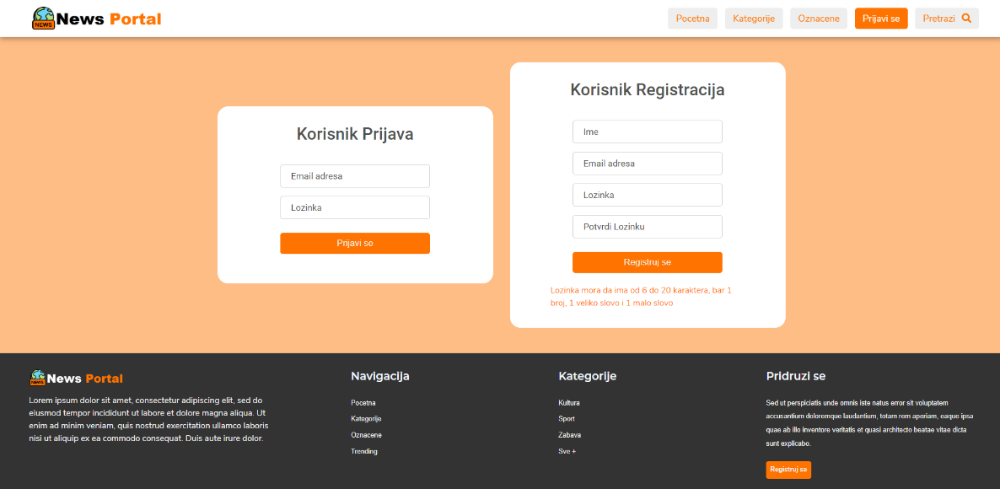 NEWS
News Portal
Pocetna
Kategorije
Oznacene
Prijavi se
Pretrazi
Korisnik Prijava
Email adresa
Lozinka
Prijavi se
Korisnik Registracija
Ime
Email adresa
Lozinka
Potvrdi Lozinku
Registruj se
Lozinka mora da ima od 6 do 20 karaktera, bar 1
broj, 1 veliko slovo i 1 malo slovo
NEWS
News Portal
Lorem ipsum dolor sit amet, consectetur adipiscing elit, sed do
eiusmod tempor incididunt ut labore et dolore magna aliqua. Ut
enim ad minim veniam, quis nostrud exercitation ullamco laboris
nisi ut aliquip ex ea commodo consequat. Duis aute irure dolor.
Navigacija
Pocetna
Kategorije
Oznacene
Trending
Kategorije
Kultura
Sport
Zabava
Sve +
Pridruzi se
Sed ut perspiciatis unde omnis iste natus error sit voluptatem
accusantium doloremque laudantium, totam rem aperiam, eaque ipsa
quae ab illo inventore veritatis et quasi architecto beatae vitae dicta
sunt explicabo.
Registruj se